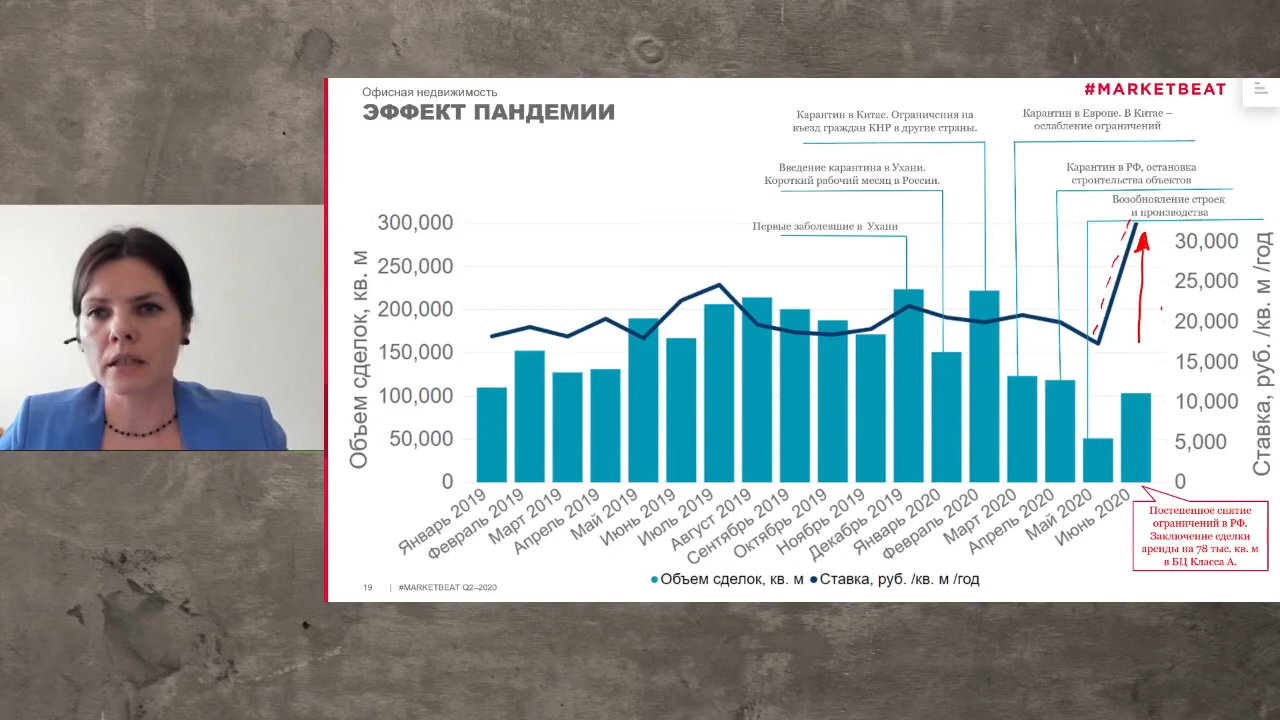 Офисная недвижимость
ЭФФЕКТ ПАНДЕМИИ
#MARKETBEAT
Карантин в Китае. Ограничения на
въезд граждан КНР в другие страны.
Карантин в Европе. В Китае –
ослабление ограничений
Введение карантина в Ухани.
Короткий рабочий месяц в России.
Карантин в РФ, остановка
строительства объектов
Возобновление строек
и производства
Первые заболевшие в Ухани
Объем сделок, кв. м
300,000
250,000
200,000
150,000
100,000
50,000
0
30,000
25,000
20,000
15,000
10,000
5,000
0
Ставка, руб. /кв. м /год
Январь 2019
Февраль 2019
Март 2019
Апрель 2019
Май 2019
Июнь 2019
Июль 2019
Август 2019
Сентябрь 2019
Октябрь 2019
Ноябрь 2019
Декабрь 2019
Январь 2020
Февраль 2020
Март 2020
Апрель 2020
Май 2020
Июнь 2020
Постепенное снятие
ограничений в РФ.
Заключение сделки
аренды на 78 тыс. кв. м
в БЦ Класса А.
Объем сделок, кв. м Ставка, руб. /кв. м /год
19 | #MARKETBEAT Q2–2020